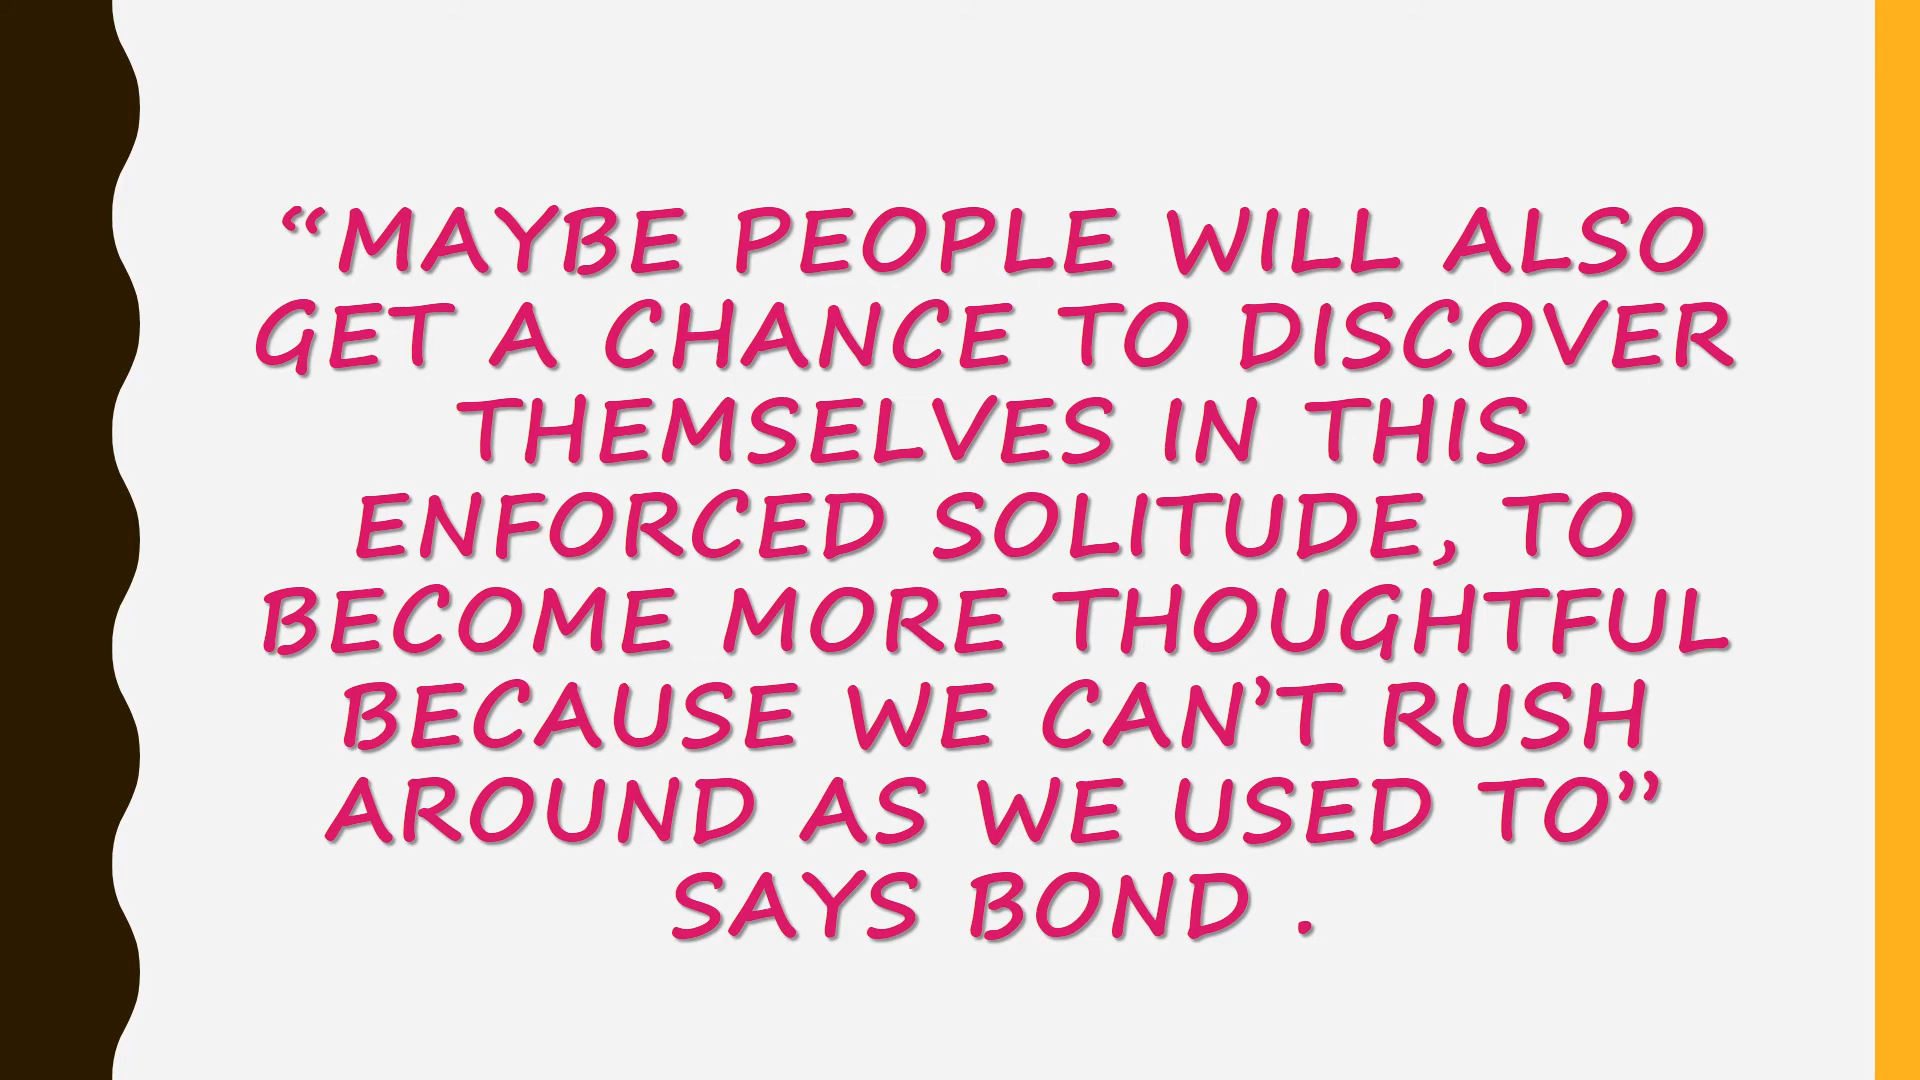 “MAYBE PEOPLE WILL ALSO
GET A CHANCE TO DISCOVER
THEMSELVES IN THIS
ENFORCED SOLITUDE, TO
BECOME MORE THOUGHTFUL
BECAUSE WE CAN’T RUSH
AROUND AS WE USED TO”
SAYS BOND .